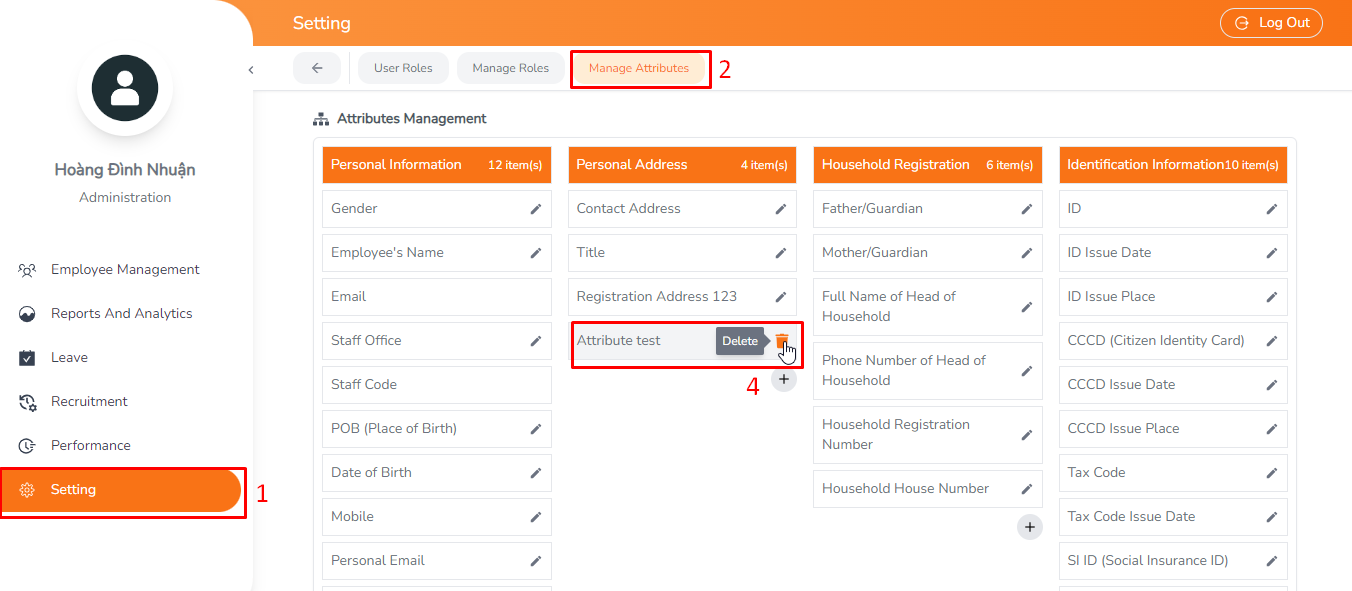 Setting
Log Out
User Roles
Manage Roles
Manage Attributes
2
Hoàng Đình Nhuận
Administration
Employee Management
Reports And Analytics
Leave
Recruitment
Performance
Setting
1
Attributes Management
Personal Information 12 item(s)
Gender
Employee's Name
Email
Staff Office
Staff Code
POB (Place of Birth)
Date of Birth
Mobile
Personal Email
Personal Address 4 item(s)
Contact Address
Title
Registration Address 123
Attribute test Delete
4
Household Registration 6 item(s)
Father/Guardian
Mother/Guardian
Full Name of Head of
Household
Phone Number of Head of
Household
Household Registration
Number
Household House Number
Identification Information 10 item(s)
ID
ID Issue Date
ID Issue Place
CCCD (Citizen Identity Card)
CCCD Issue Date
CCCD Issue Place
Tax Code
Tax Code Issue Date
SI ID (Social Insurance ID)